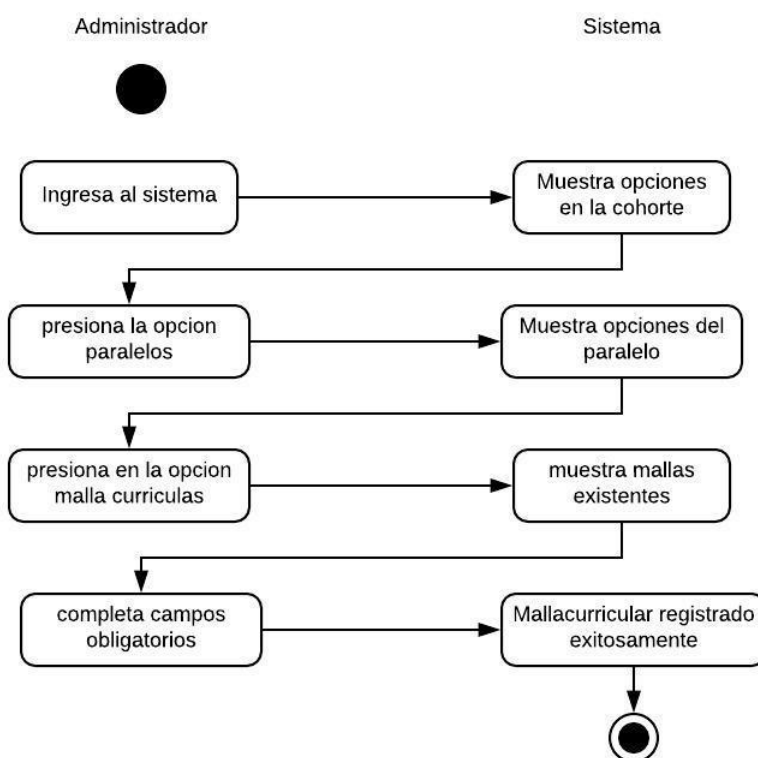 Administrador
Sistema
Ingresa al sistema
Muestra opciones
en la cohorte
presiona la opcion
paralelos
Muestra opciones del
paralelo
presiona en la opcion
malla curriculas
muestra mallas
existentes
completa campos
obligatorios
Mallacurricular registrado
exitosamente